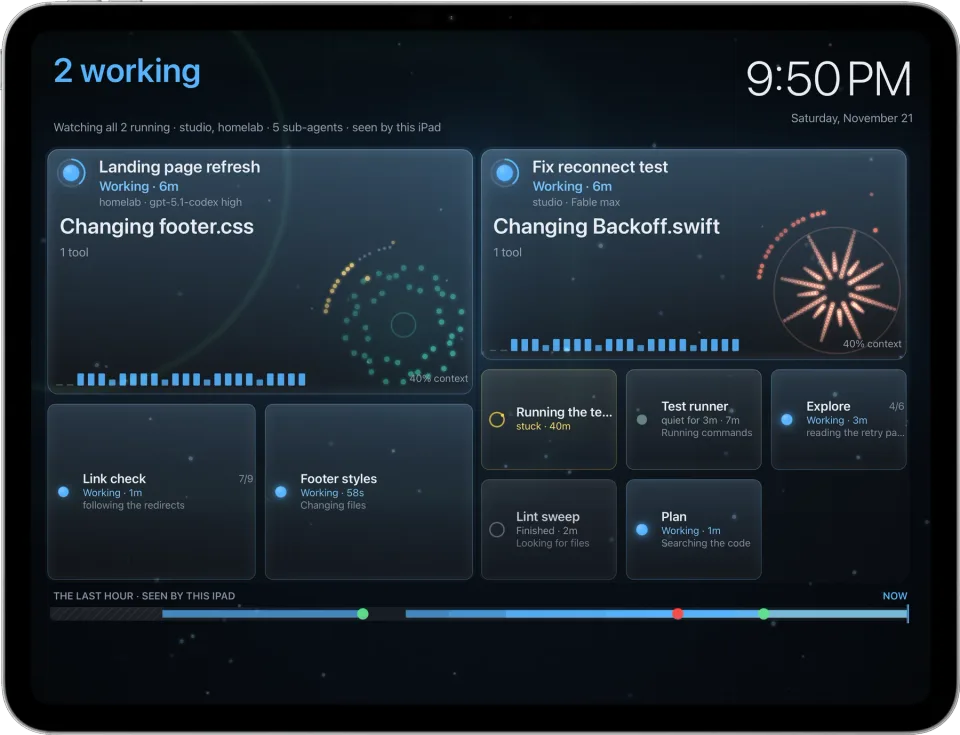 2 working
9:50 PM
Saturday, November 21
Watching all 2 running · studio, homelab · 5 sub-agents · seen by this iPad
Landing page refresh
Working · 6m
homelab · gpt-5.1-codex high
Changing footer.css
1 tool
40% context
Fix reconnect test
Working · 6m
studio · Fable max
Changing Backoff.swift
1 tool
40% context
Link check
7/9
Working · 1m
following the redirects
Footer styles
Working · 58s
Changing files
Running the te...
stuck · 40m
Test runner
quiet for 3m · 7m
Running commands
Explore
4/6
Working · 3m
reading the retry pa...
Lint sweep
Finished · 2m
Looking for files
Plan
Working · 1m
Searching the code
THE LAST HOUR · SEEN BY THIS IPAD
NOW